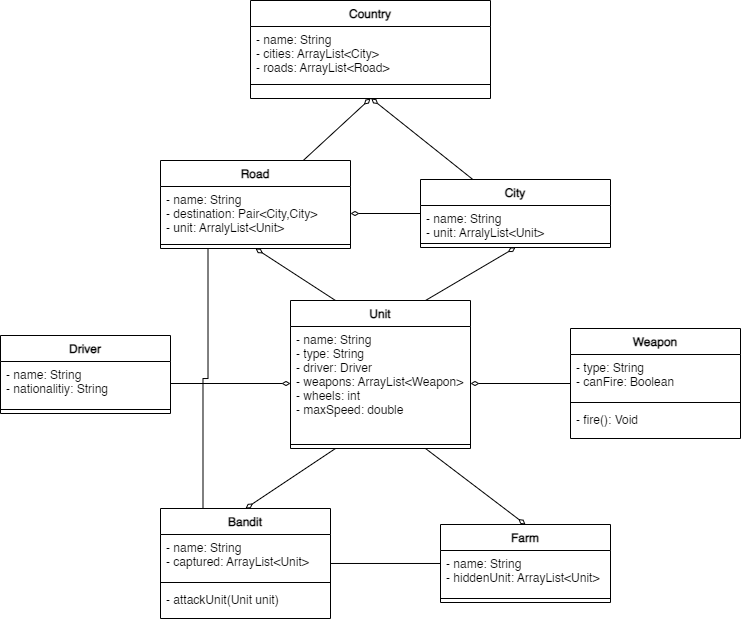 Country
- name: String
- cities: ArrayList<City>
- roads: ArrayList<Road>
Road
- name: String
- destination: Pair<City,City>
- unit: ArralyList<Unit>
City
- name: String
- unit: ArralyList<Unit>
Unit
- name: String
- type: String
- driver: Driver
- weapons: ArrayList<Weapon>
- wheels: int
- maxSpeed: double
Driver
- name: String
- nationalitiy: String
Weapon
- type: String
- canFire: Boolean
- fire(): Void
Bandit
- name: String
- captured: ArrayList<Unit>
- attackUnit(Unit unit)
Farm
- name: String
- hiddenUnit: ArrayList<Unit>